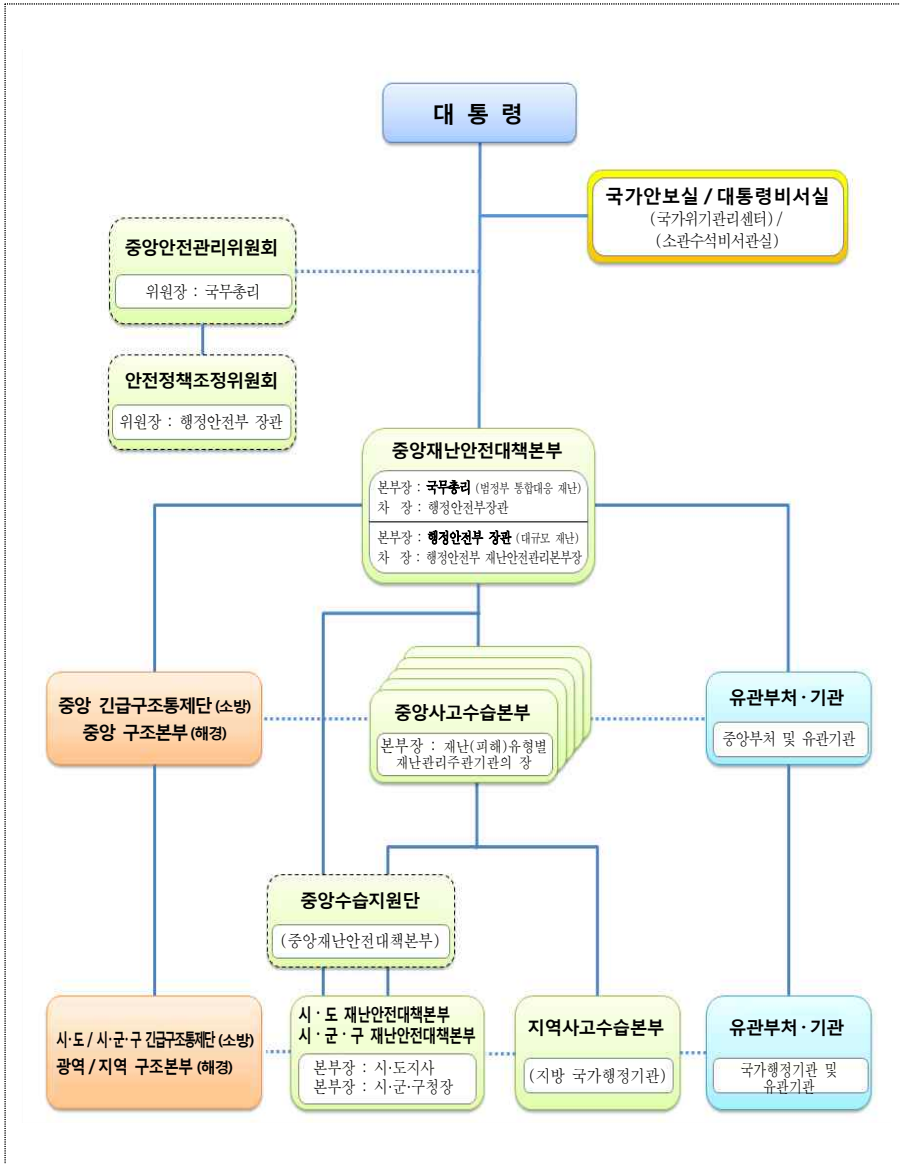 대 통 령
국가안보실 / 대통령비서실
(국가위기관리센터) /
(소관수석비서관실)
중앙안전관리위원회
위원장 : 국무총리
안전정책조정위원회
위원장 : 행정안전부 장관
중앙재난안전대책본부
본부장 : 국무총리 (범정부 통합대응 재난)
차 장 : 행정안전부장관
본부장 : 행정안전부 장관 (대규모 재난)
차 장 : 행정안전부 재난안전관리본부장
중앙 긴급구조통제단 (소방)
중앙 구조본부 (해경)
중앙사고수습본부
본부장 : 재난(피해)유형별
재난관리주관기관의 장
유관부처·기관
중앙부처 및 유관기관
중앙수습지원단
(중앙재난안전대책본부)
시·도 / 시·군·구 긴급구조통제단 (소방)
광역 / 지역 구조본부 (해경)
시·도 재난안전대책본부
시·군·구 재난안전대책본부
본부장 : 시·도지사
본부장 : 시·군·구청장
지역사고수습본부
(지방 국가행정기관)
유관부처·기관
국가행정기관 및
유관기관